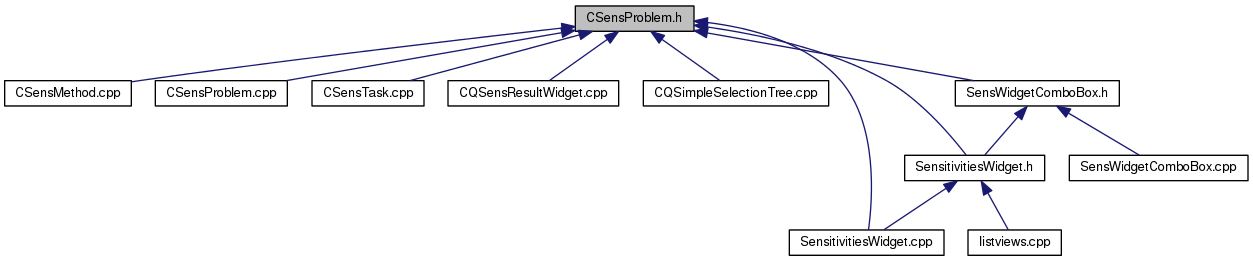 CSensProblem.h
CSensMethod.cpp
CSensProblem.cpp
CSensTask.cpp
CQSensResultWidget.cpp
CQSimpleSelectionTree.cpp
SensWidgetComboBox.h
SensitivitiesWidget.h
SensWidgetComboBox.cpp
SensitivitiesWidget.cpp
listviews.cpp